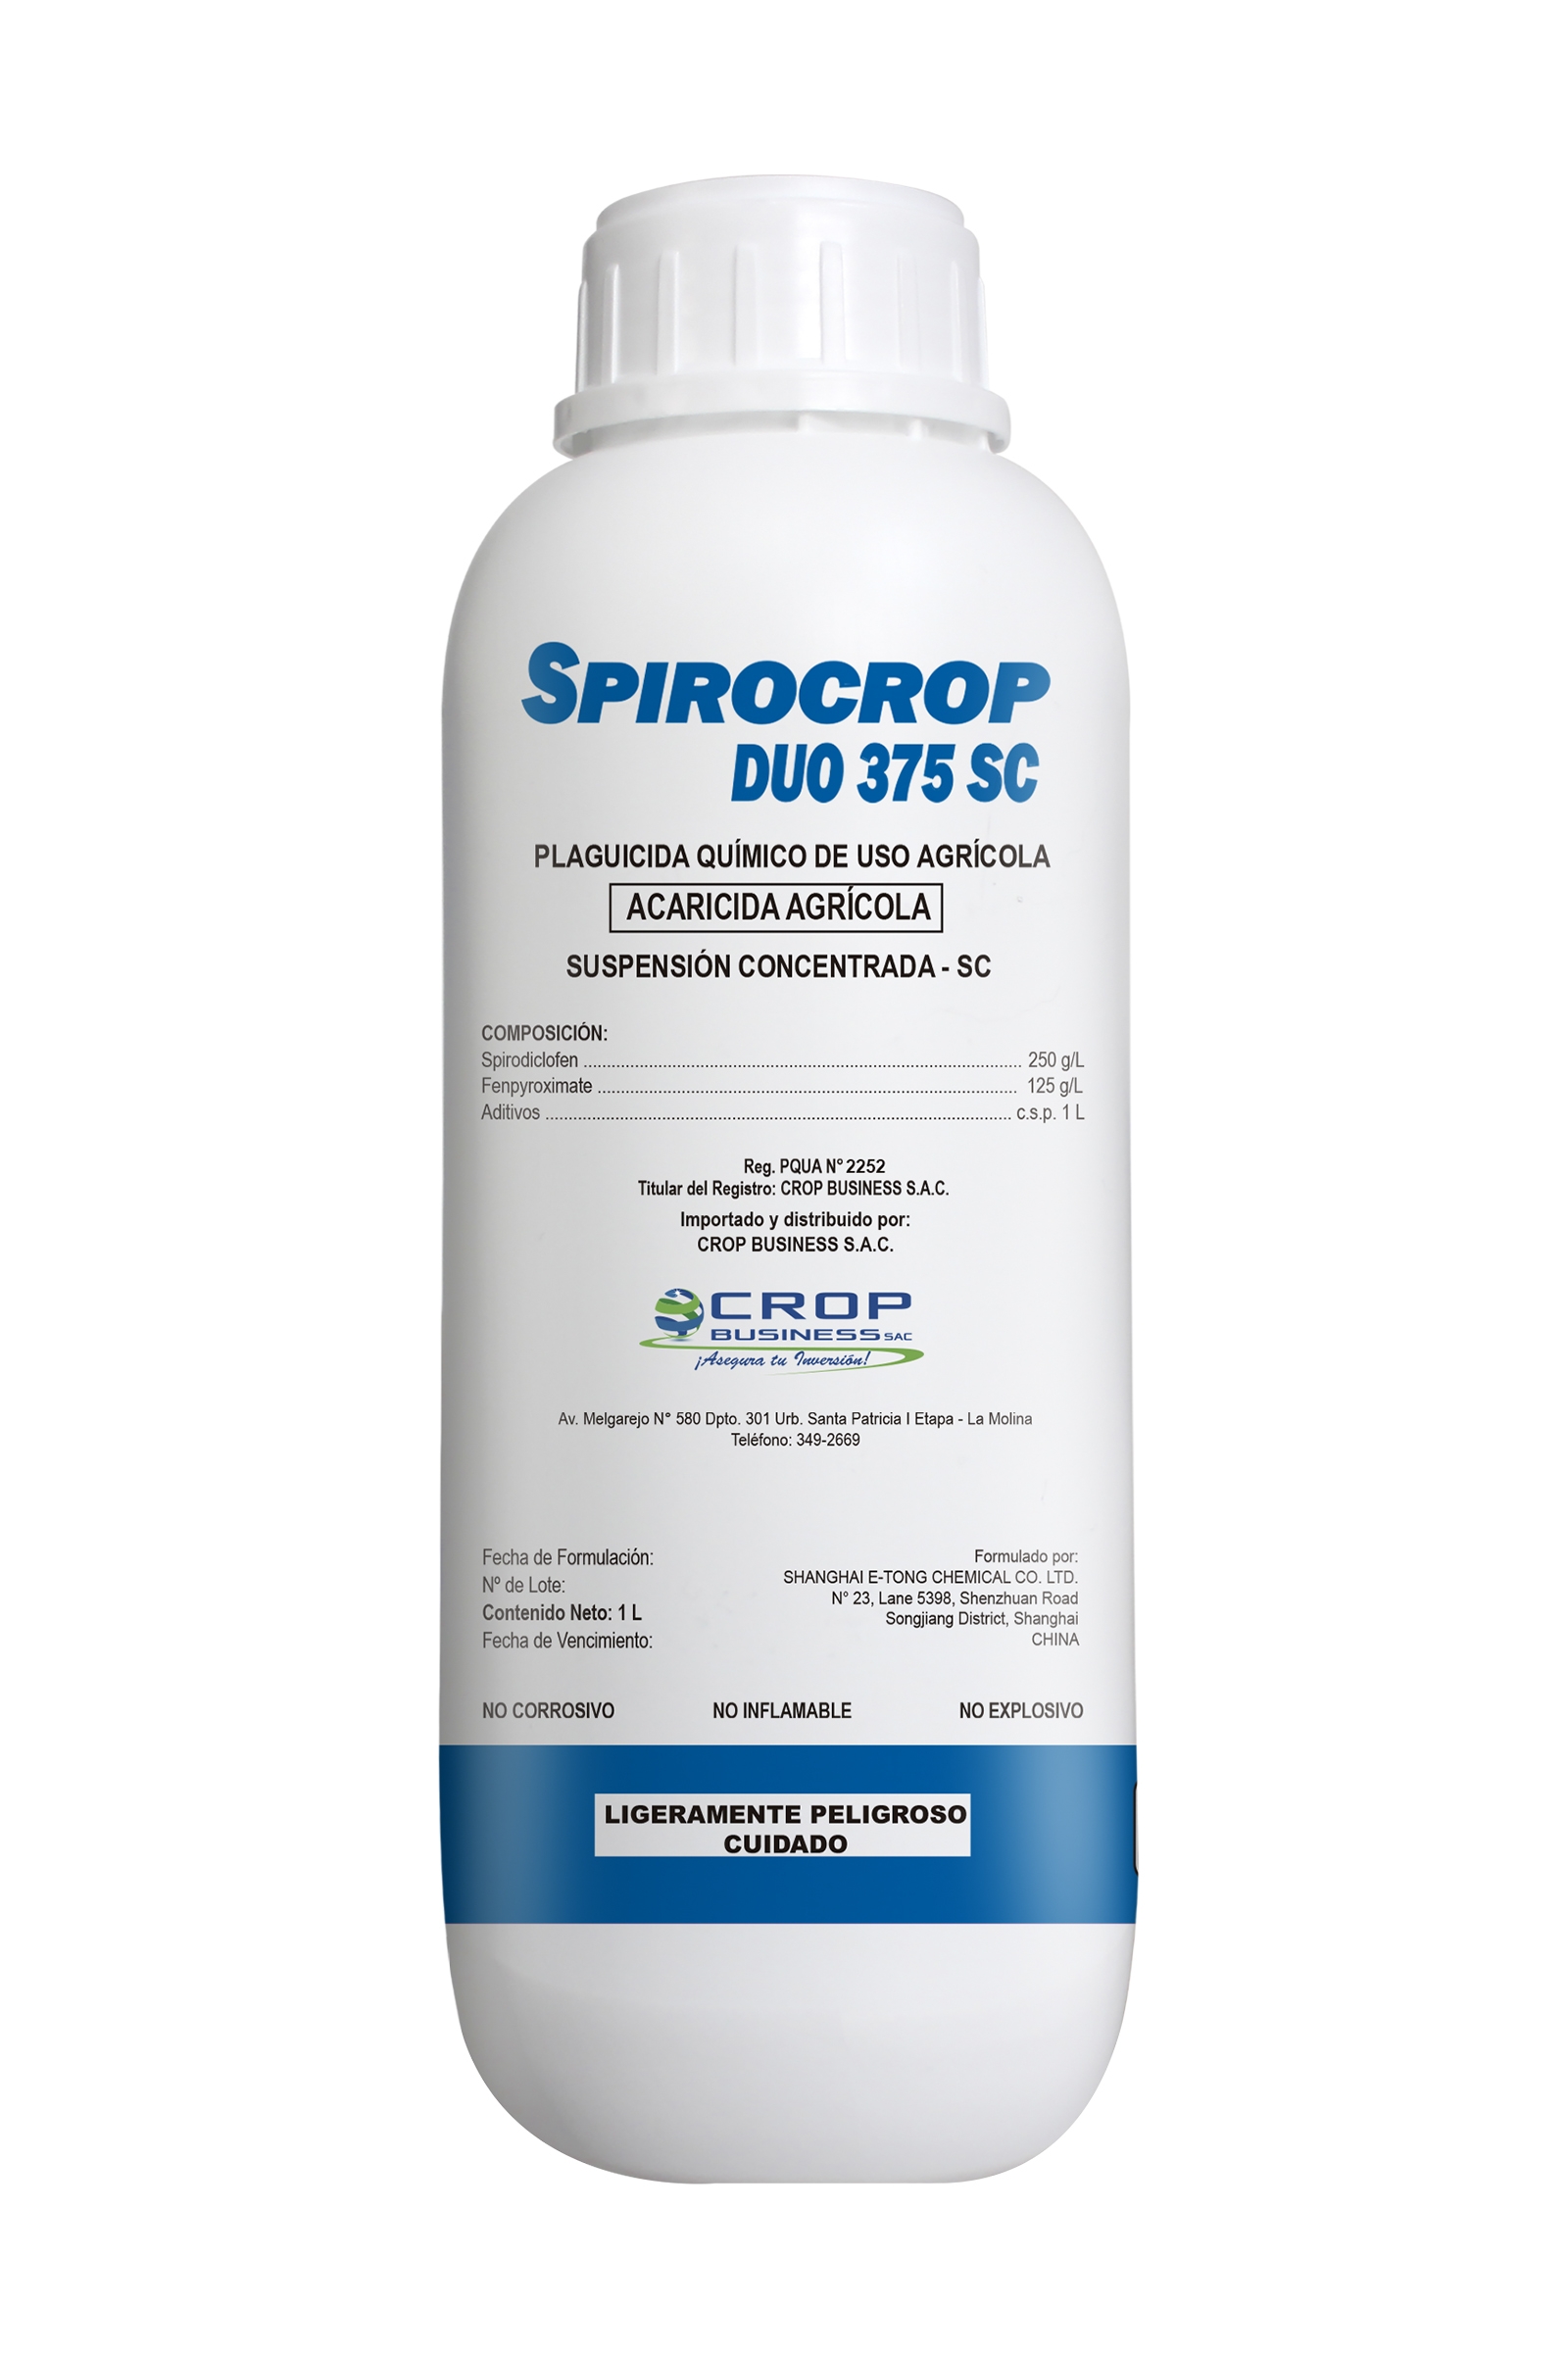 SPIROCROP
DUO 375 SC
PLAGUICIDA QUÍMICO DE USO AGRÍCOLA
ACARICIDA AGRÍCOLA
SUSPENSIÓN CONCENTRADA - SC
COMPOSICIÓN:
Spirodiclofen ........................................ 250 g/L
Fenpyroximate ........................................ 125 g/L
Aditivos ........................................ c.s.p. 1 L
Reg. PQUA N° 2252
Titular del Registro: CROP BUSINESS S.A.C.
Importado y distribuido por:
CROP BUSINESS S.A.C.
CROP
BUSINESS SAC
¡Asegura tu Inversión!
Av. Melgarejo N° 580 Dpto. 301 Urb. Santa Patricia I Etapa - La Molina
Teléfono: 349-2669
Fecha de Formulación:
Nº de Lote:
Contenido Neto: 1 L
Fecha de Vencimiento:
Formulado por:
SHANGHAI E-TONG CHEMICAL CO. LTD.
N° 23, Lane 5398, Shenzhuan Road
Songjiang District, Shanghai
CHINA
NO CORROSIVO NO INFLAMABLE NO EXPLOSIVO
LIGERAMENTE PELIGROSO
CUIDADO